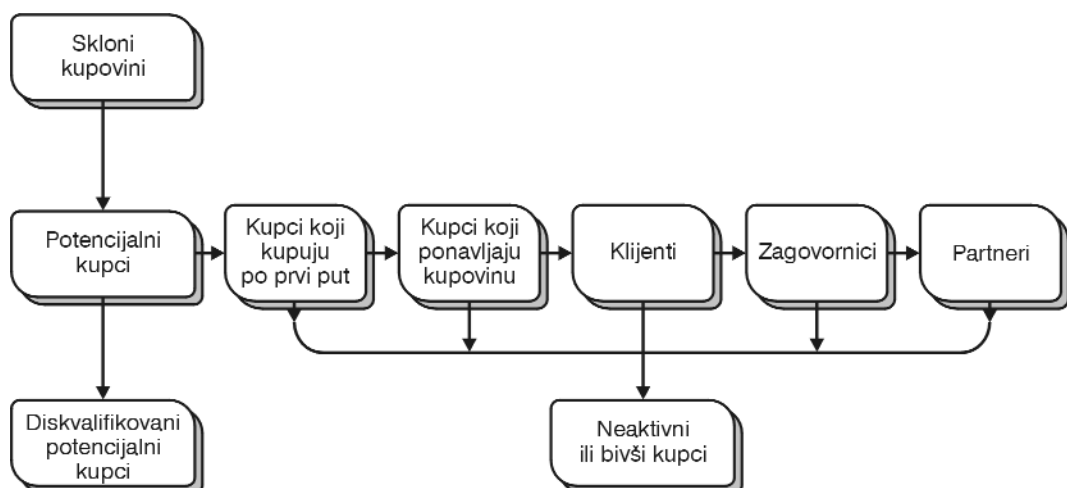 Skloni
kupovini
Potencijalni
kupci
Kupci koji
kupuju
po prvi put
Kupci koji
ponavljaju
kupovinu
Klijenti
Zagovornici
Partneri
Diskvalifikovani
potencijalni
kupci
Neaktivni
ili bivši kupci